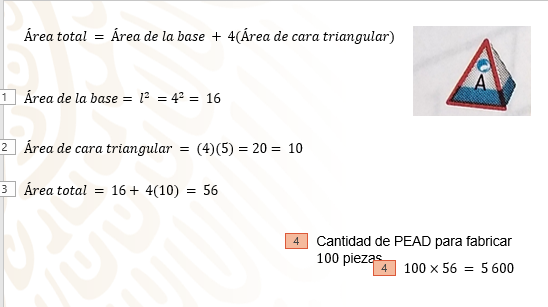 Área total = Área de la base + 4(Área de cara triangular)
A
1 Área de la base = l² = 4² = 16
2 Área de cara triangular = (4)(5) = 20 = 10
3 Área total = 16 + 4(10) = 56
4 Cantidad de PEAD para fabricar
100 piezas
4 100 × 56 = 5 600